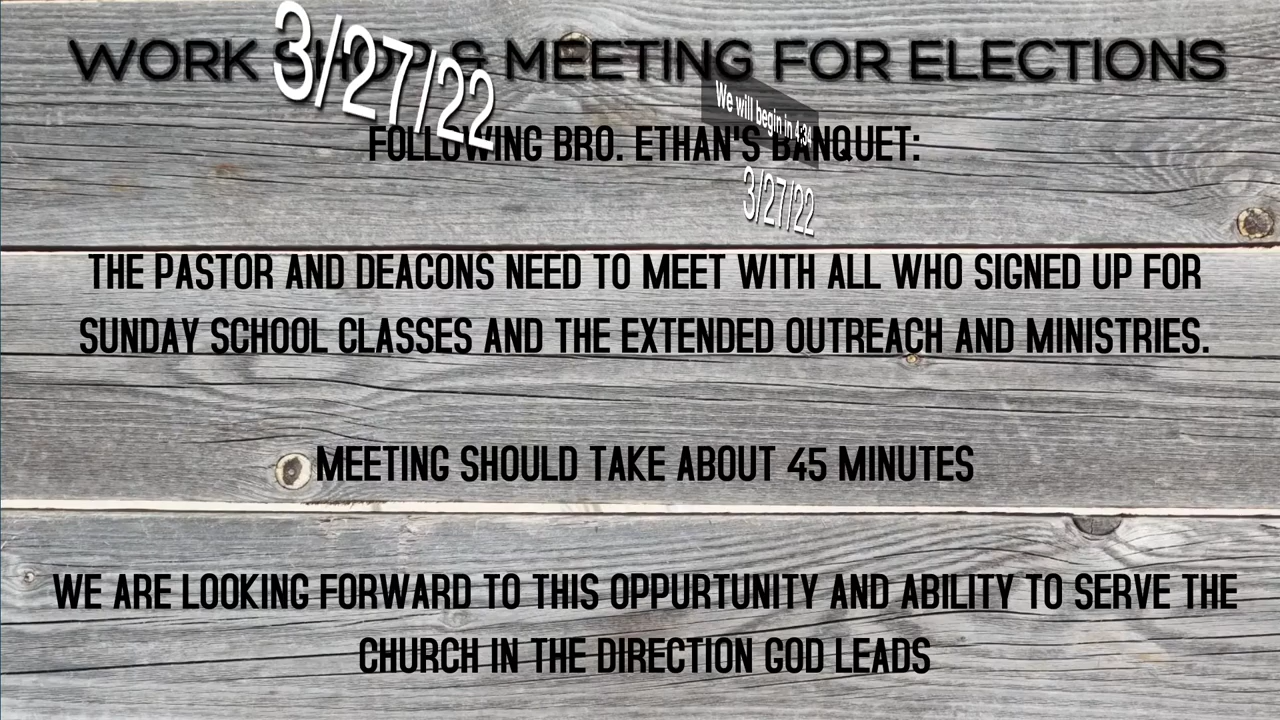 WORK SHOP & MEETING FOR ELECTIONS
3/27/22
We will begin in 4:34
FOLLOWING BRO. ETHAN'S BANQUET:
3/27/22
THE PASTOR AND DEACONS NEED TO MEET WITH ALL WHO SIGNED UP FOR
SUNDAY SCHOOL CLASSES AND THE EXTENDED OUTREACH AND MINISTRIES.
MEETING SHOULD TAKE ABOUT 45 MINUTES
WE ARE LOOKING FORWARD TO THIS OPPURTUNITY AND ABILITY TO SERVE THE
CHURCH IN THE DIRECTION GOD LEADS